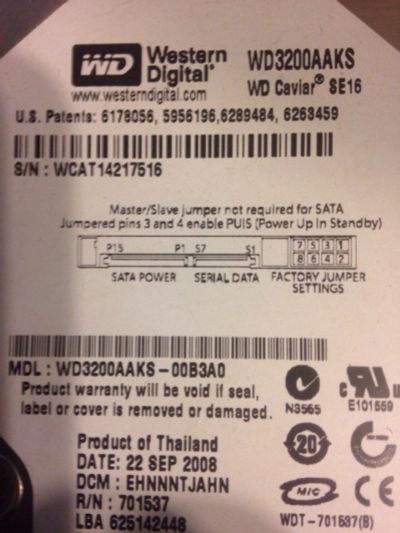 WD Western Digital® WD3200AAKS
www.westerndigital.com WD Caviar® SE16
U.S. Patents: 6178056, 5956196,6289484, 6263459
S/N : WCAT14217516
Master/Slave jumper not required for SATA
Jumpered pins 3 and 4 enable PUIS (Power Up In Standby)
P15 P1 S7 S1 7 5 3 1
8 6 4 2
SATA POWER SERIAL DATA FACTORY JUMPER SETTINGS
MDL : WD3200AAKS-00B3A0
Product warranty will be void if seal,
label or cover is removed or damaged.
N3565 E101559
Product of Thailand
DATE: 22 SEP 2008
DCM : EHNNNTJAHN
R/N : 701537
LBA 625142448
20
MIC CE
WDT-701537(B)